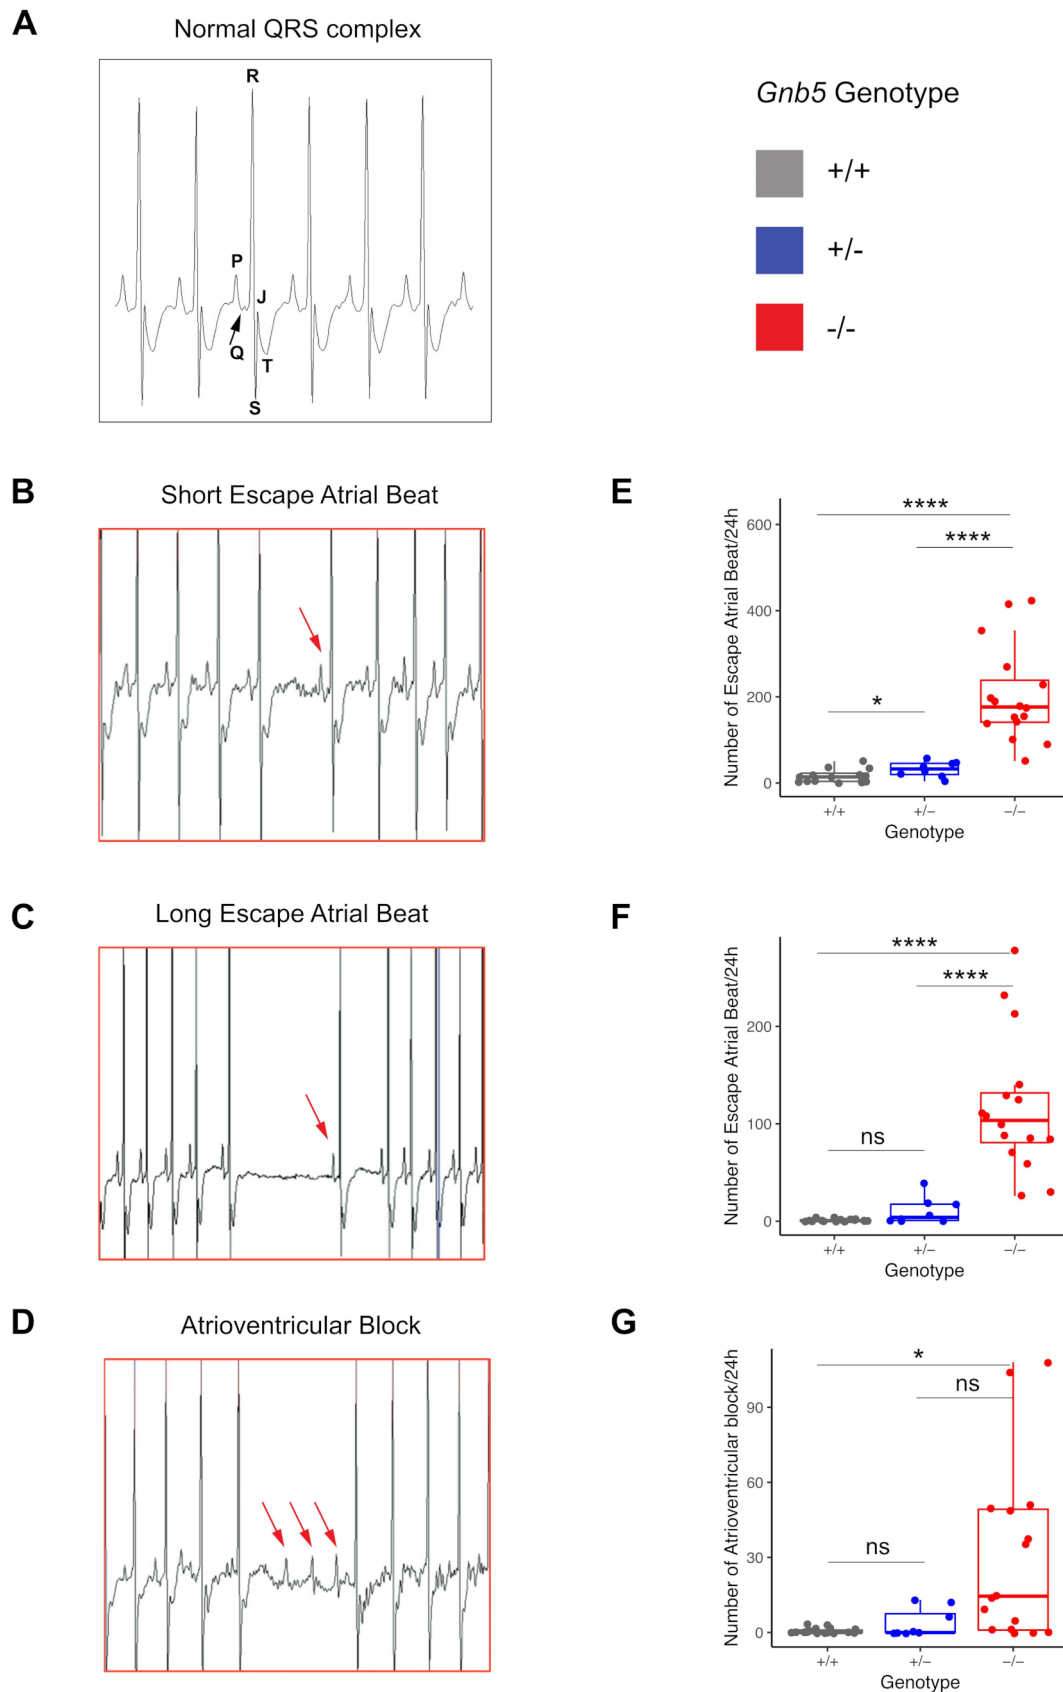 A
Normal QRS complex
R
P
J
Q
T
S
Gnb5 Genotype
+/+
+/-
-/-
B
Short Escape Atrial Beat
E
Number of Escape Atrial Beat/24h
600
400
200
0
****
****
*
+/+
+/−
−/−
Genotype
C
Long Escape Atrial Beat
F
Number of Escape Atrial Beat/24h
200
100
0
****
****
ns
+/+
+/−
−/−
Genotype
D
Atrioventricular Block
G
Number of Atrioventricular block/24h
90
60
30
0
*
ns
ns
+/+
+/−
−/−
Genotype